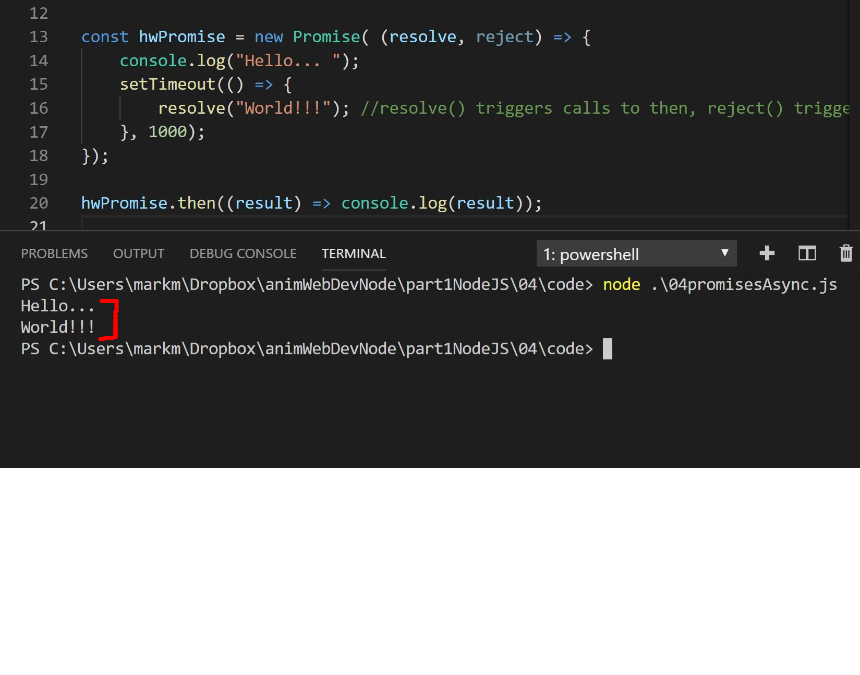 12
13 const hwPromise = new Promise( (resolve, reject) => {
14 console.log("Hello... ");
15 setTimeout(() => {
16 resolve("World!!!"); //resolve() triggers calls to then, reject() trigge
17 }, 1000);
18 });
19
20 hwPromise.then((result) => console.log(result));
21
PROBLEMS OUTPUT DEBUG CONSOLE TERMINAL 1: powershell
PS C:\Users\markm\Dropbox\animWebDevNode\part1NodeJS\04\code> node .\04promisesAsync.js
Hello...
World!!!
PS C:\Users\markm\Dropbox\animWebDevNode\part1NodeJS\04\code>